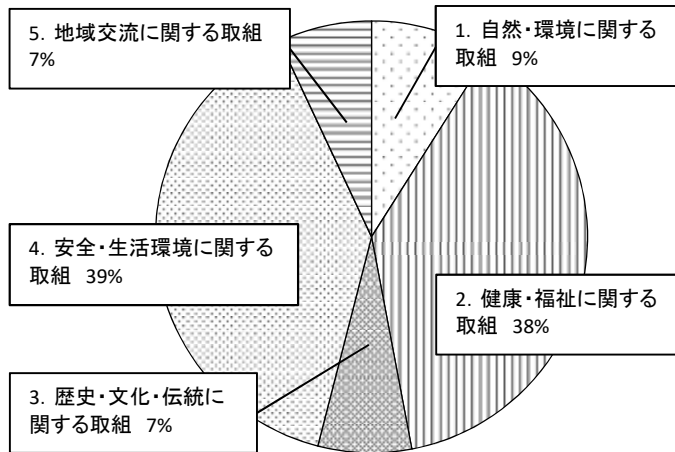 5. 地域交流に関する取組
7%
1. 自然・環境に関する
取組 9%
4. 安全・生活環境に関する
取組 39%
2. 健康・福祉に関する
取組 38%
3. 歴史・文化・伝統に
関する取組 7%